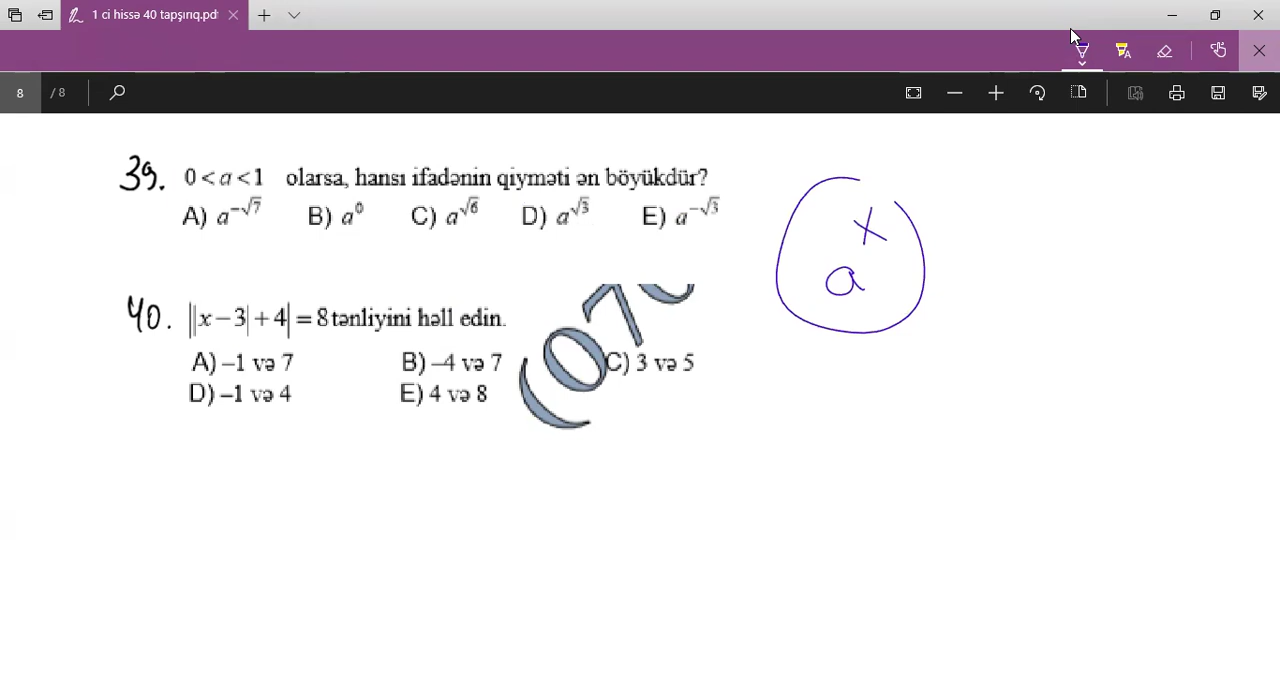 1 ci hissə 40 tapşırıq.pdf
8 / 8
39. 0 < a < 1 olarsa, hansı ifadənin qiyməti ən böyükdür?
A) a^{-√7} B) a^0 C) a^{√6} D) a^{√3} E) a^{-√3}
a^x
40. ||x − 3| + 4| = 8 tənliyini həll edin.
A) –1 və 7 B) –4 və 7 C) 3 və 5
D) –1 və 4 E) 4 və 8
(070